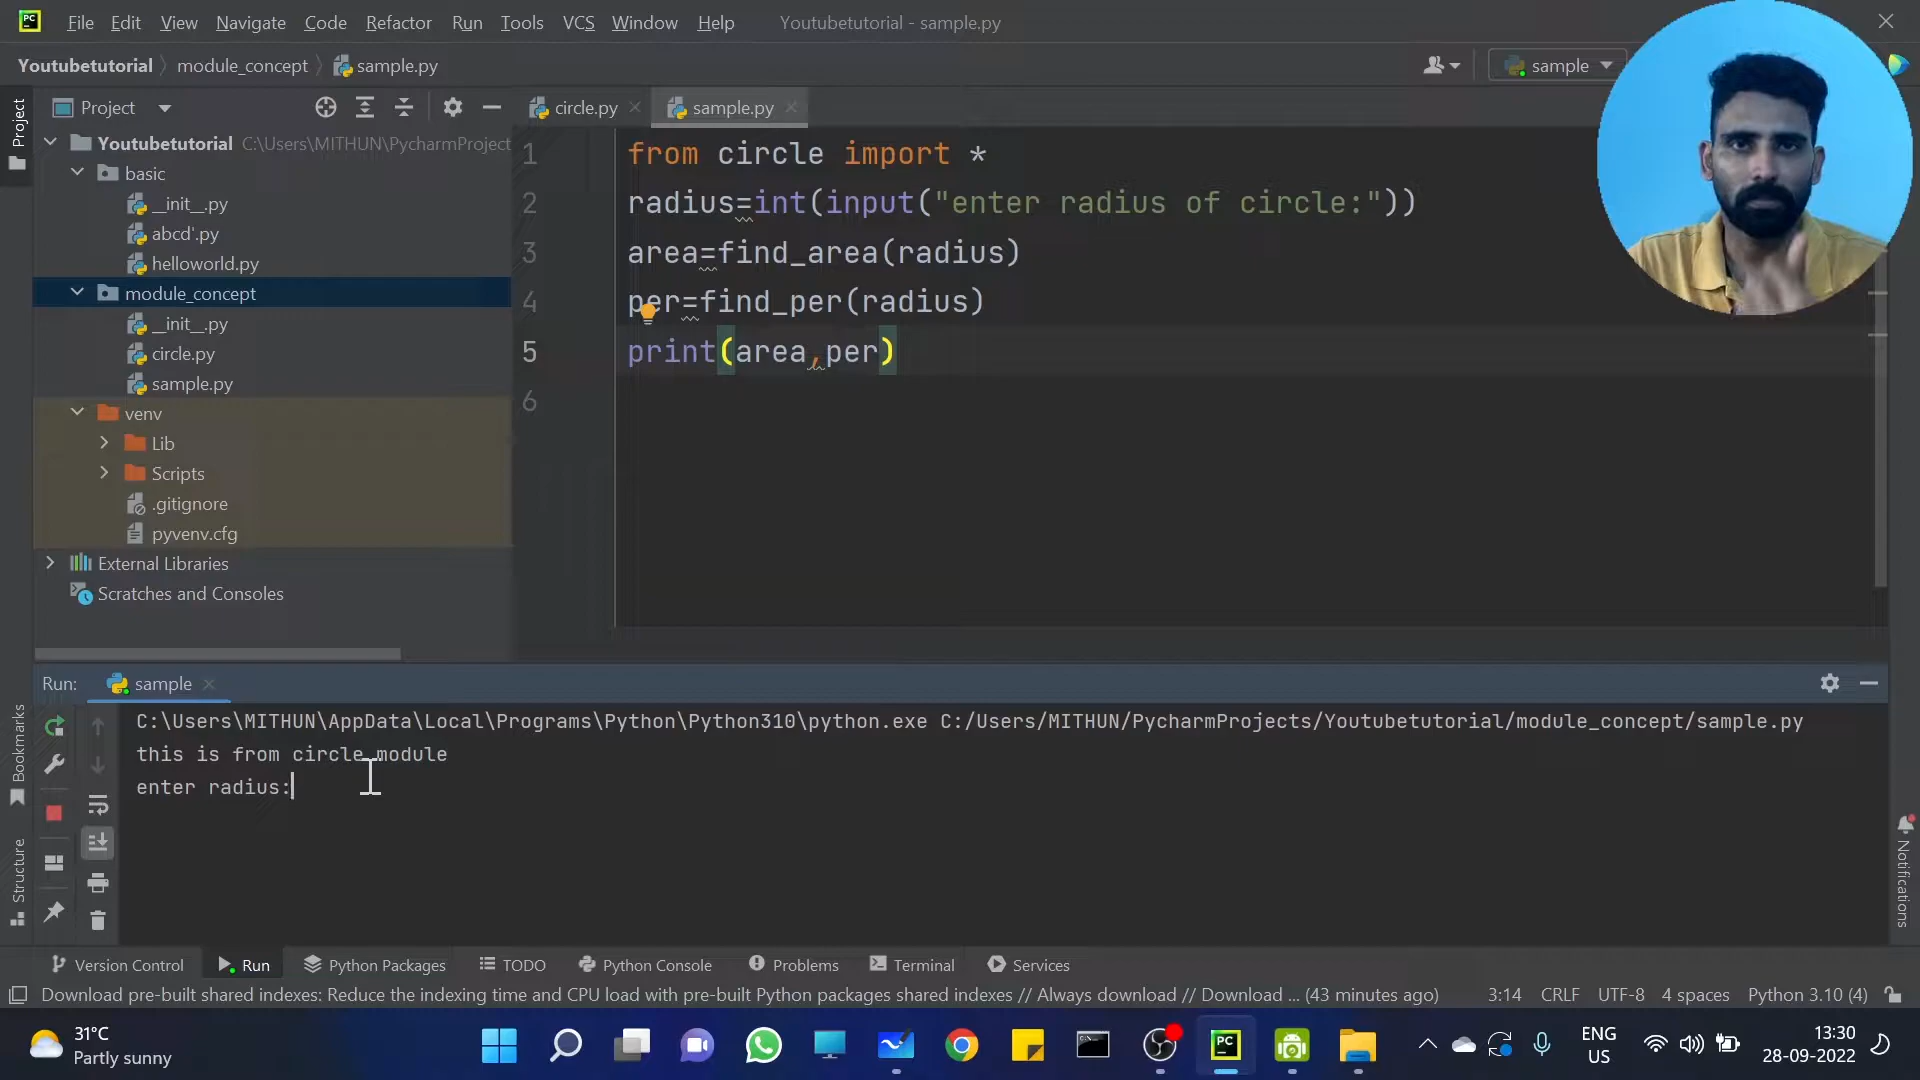 PC File Edit View Navigate Code Refactor Run Tools VCS Window Help Youtubetutorial - sample.py
Youtubetutorial module_concept sample.py sample
Project circle.py sample.py
Project
Youtubetutorial C:\Users\MITHUN\PycharmProject
basic
__init__.py
abcd'.py
helloworld.py
module_concept
__init__.py
circle.py
sample.py
venv
Lib
Scripts
.gitignore
pyvenv.cfg
External Libraries
Scratches and Consoles
1 from circle import *
2 radius=int(input("enter radius of circle:"))
3 area=find_area(radius)
4 per=find_per(radius)
5 print(area,per)
6
Run: sample
C:\Users\MITHUN\AppData\Local\Programs\Python\Python310\python.exe C:/Users/MITHUN/PycharmProjects/Youtubetutorial/module_concept/sample.py
this is from circle module
enter radius:
Bookmarks
Structure
Notifications
Version Control Run Python Packages TODO Python Console Problems Terminal Services
Download pre-built shared indexes: Reduce the indexing time and CPU load with pre-built Python packages shared indexes // Always download // Download ... (43 minutes ago) 3:14 CRLF UTF-8 4 spaces Python 3.10 (4)
31°C
Partly sunny
PC
ENG
US
13:30
28-09-2022